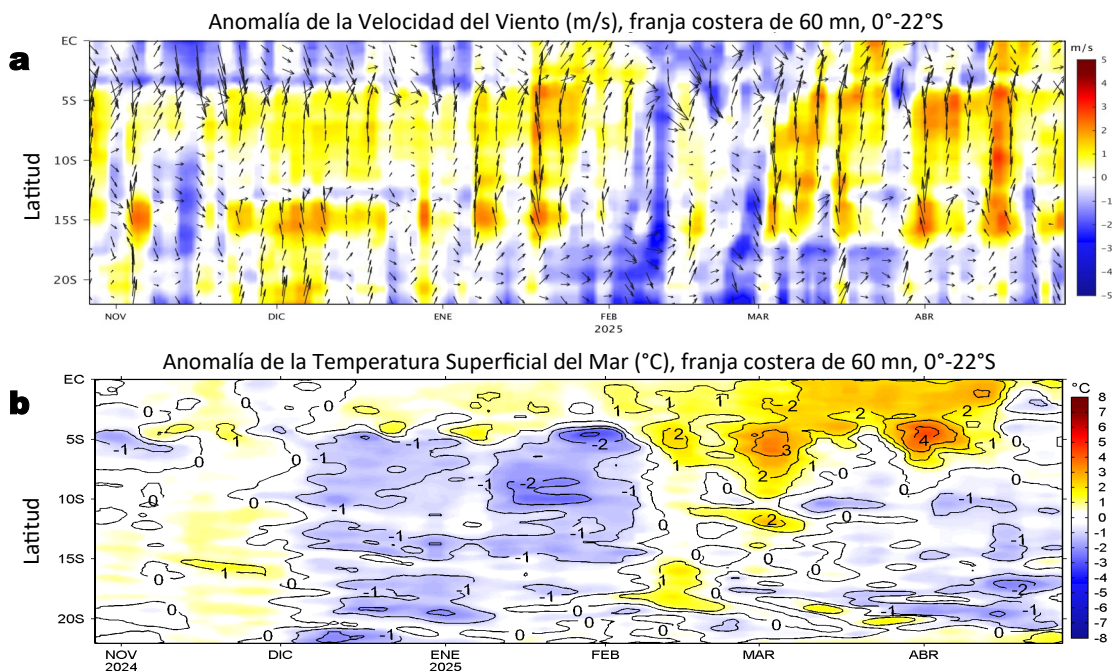 Anomalía de la Velocidad del Viento (m/s), franja costera de 60 mn, 0°-22°S
a
EC
5S
10S
15S
20S
Latitud
NOV
DIC
ENE
FEB
MAR
ABR
2025
m/s
5
4
3
2
1
0
−1
−2
−3
−4
−5
Anomalía de la Temperatura Superficial del Mar (°C), franja costera de 60 mn, 0°-22°S
b
EC
5S
10S
15S
20S
Latitud
NOV
DIC
ENE
FEB
MAR
ABR
2024
2025
°C
8
7
6
5
4
3
2
1
0
-1
-2
-3
-4
-5
-6
-7
-8